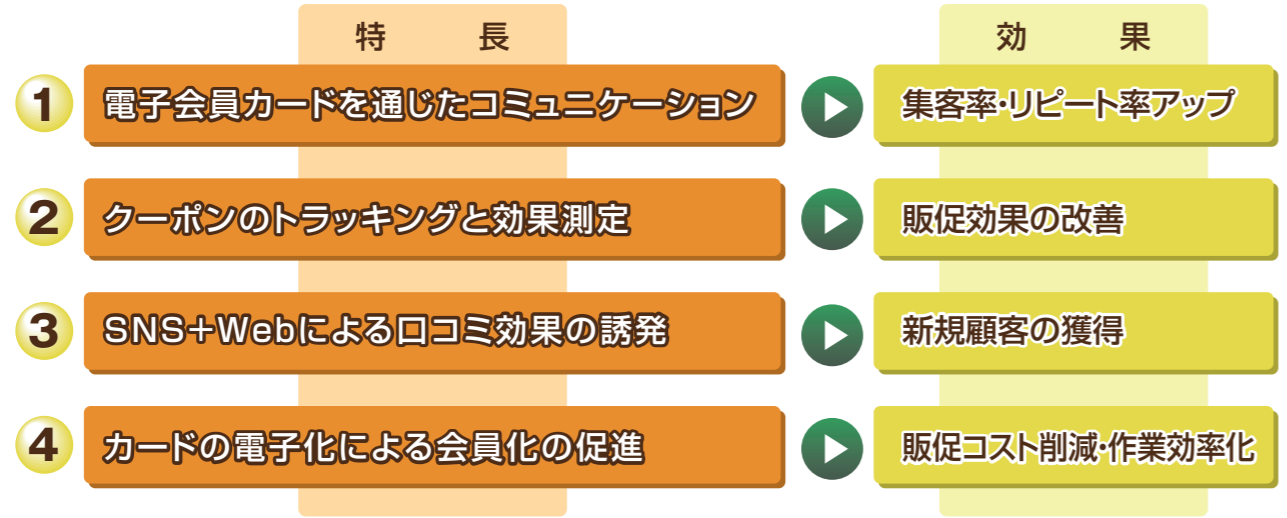 特長 効果
1 電子会員カードを通じたコミュニケーション 集客率・リピート率アップ
2 クーポンのトラッキングと効果測定 販促効果の改善
3 SNS+Webによる口コミ効果の誘発 新規顧客の獲得
4 カードの電子化による会員化の促進 販促コスト削減・作業効率化